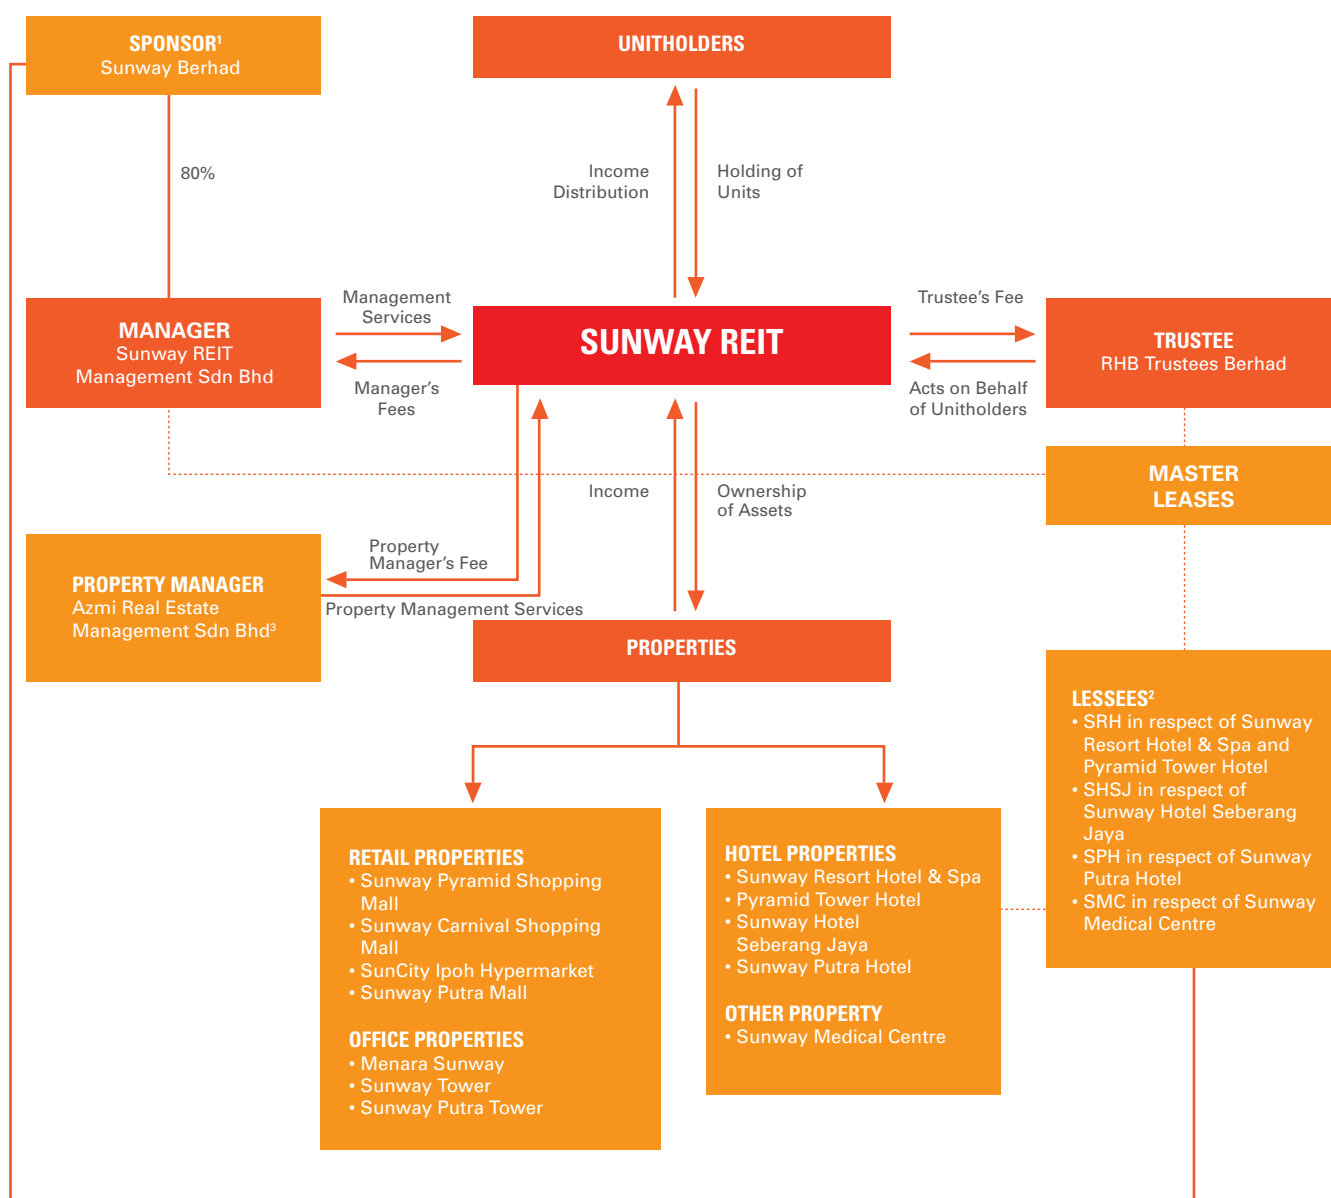 SPONSOR¹
Sunway Berhad
UNITHOLDERS
80%
Income
Distribution
Holding of
Units
MANAGER
Sunway REIT
Management Sdn Bhd
Management
Services
Manager's
Fees
SUNWAY REIT
Trustee's Fee
Acts on Behalf
of Unitholders
TRUSTEE
RHB Trustees Berhad
MASTER
LEASES
Income
Ownership
of Assets
Property
Manager's Fee
Property Management Services
PROPERTY MANAGER
Azmi Real Estate
Management Sdn Bhd³
PROPERTIES
LESSEES²
• SRH in respect of Sunway
Resort Hotel & Spa and
Pyramid Tower Hotel
• SHSJ in respect of
Sunway Hotel Seberang
Jaya
• SPH in respect of Sunway
Putra Hotel
• SMC in respect of Sunway
Medical Centre
RETAIL PROPERTIES
• Sunway Pyramid Shopping
Mall
• Sunway Carnival Shopping
Mall
• SunCity Ipoh Hypermarket
• Sunway Putra Mall
OFFICE PROPERTIES
• Menara Sunway
• Sunway Tower
• Sunway Putra Tower
HOTEL PROPERTIES
• Sunway Resort Hotel & Spa
• Pyramid Tower Hotel
• Sunway Hotel
Seberang Jaya
• Sunway Putra Hotel
OTHER PROPERTY
• Sunway Medical Centre